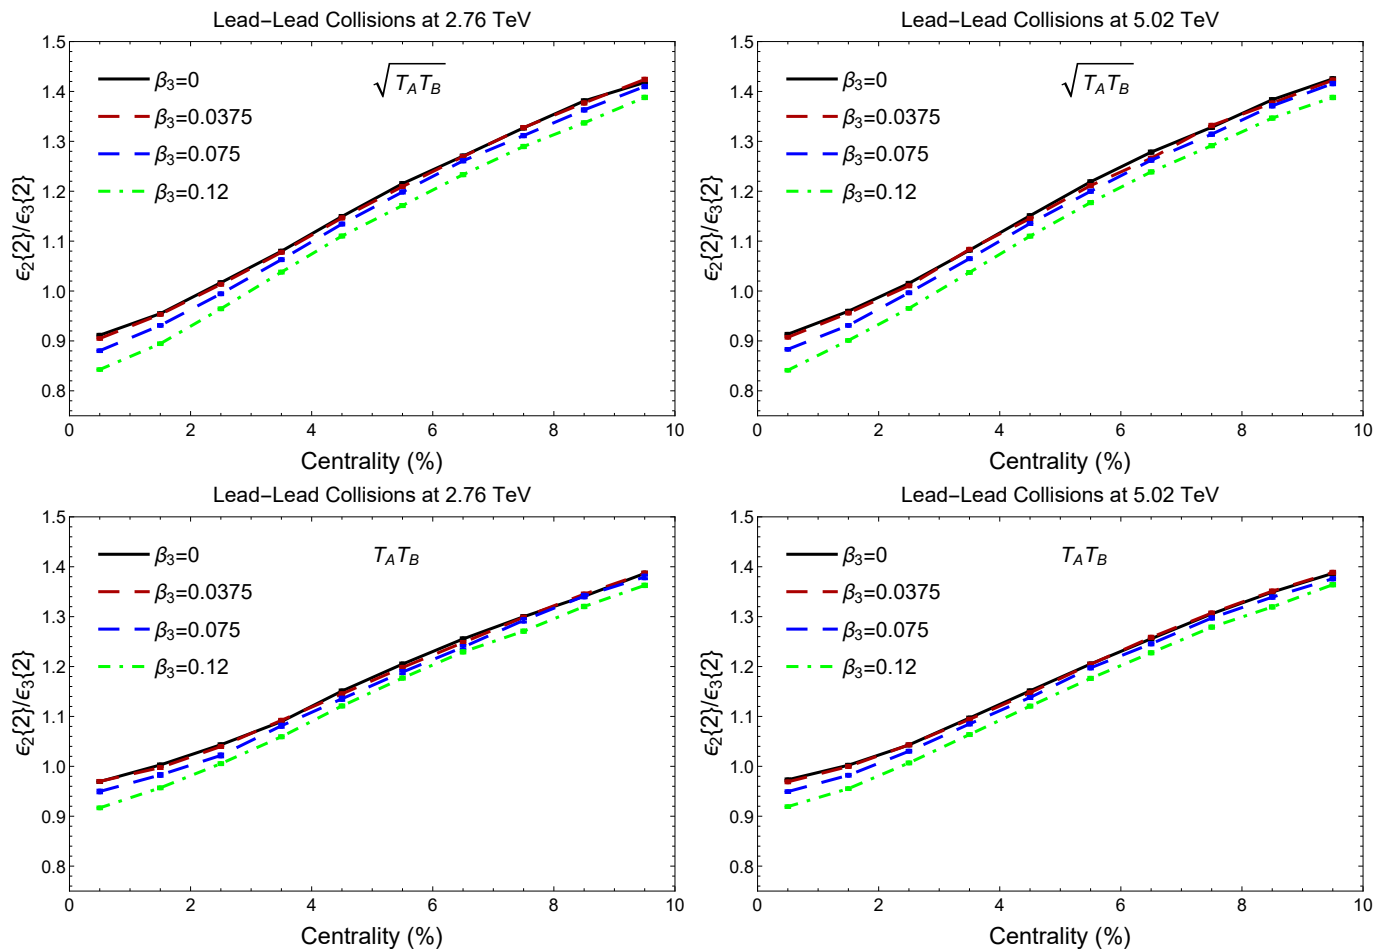 Lead–Lead Collisions at 2.76 TeV
1.5
1.4
1.3
1.2
1.1
1.0
0.9
0.8
ϵ₂{2}/ϵ₃{2}
β₃=0
β₃=0.0375
β₃=0.075
β₃=0.12
√T_A T_B
0 2 4 6 8 10
Centrality (%)
Lead–Lead Collisions at 5.02 TeV
1.5
1.4
1.3
1.2
1.1
1.0
0.9
0.8
ϵ₂{2}/ϵ₃{2}
β₃=0
β₃=0.0375
β₃=0.075
β₃=0.12
√T_A T_B
0 2 4 6 8 10
Centrality (%)
Lead–Lead Collisions at 2.76 TeV
1.5
1.4
1.3
1.2
1.1
1.0
0.9
0.8
ϵ₂{2}/ϵ₃{2}
β₃=0
β₃=0.0375
β₃=0.075
β₃=0.12
T_A T_B
0 2 4 6 8 10
Centrality (%)
Lead–Lead Collisions at 5.02 TeV
1.5
1.4
1.3
1.2
1.1
1.0
0.9
0.8
ϵ₂{2}/ϵ₃{2}
β₃=0
β₃=0.0375
β₃=0.075
β₃=0.12
T_A T_B
0 2 4 6 8 10
Centrality (%)